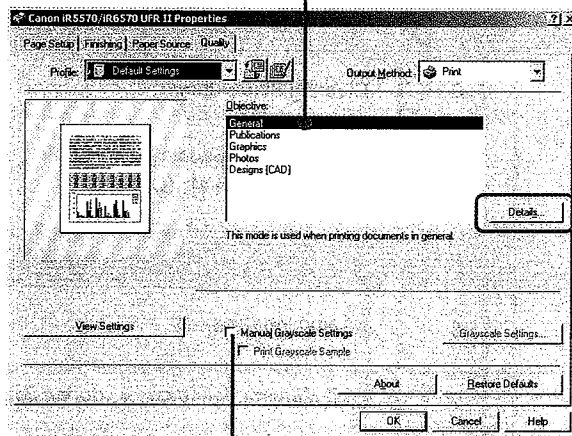 Canon iR5570/iR6570 UFR II Properties
Page Setup Finishing Paper Source Quality
Profile: Default Settings Output Method: Print
Objective:
General
Publications
Graphics
Photos
Designs [CAD]
Details...
This mode is used when printing documents in general.
View Settings
Manual Grayscale Settings Grayscale Settings...
Print Grayscale Sample
About Restore Defaults
OK Cancel Help